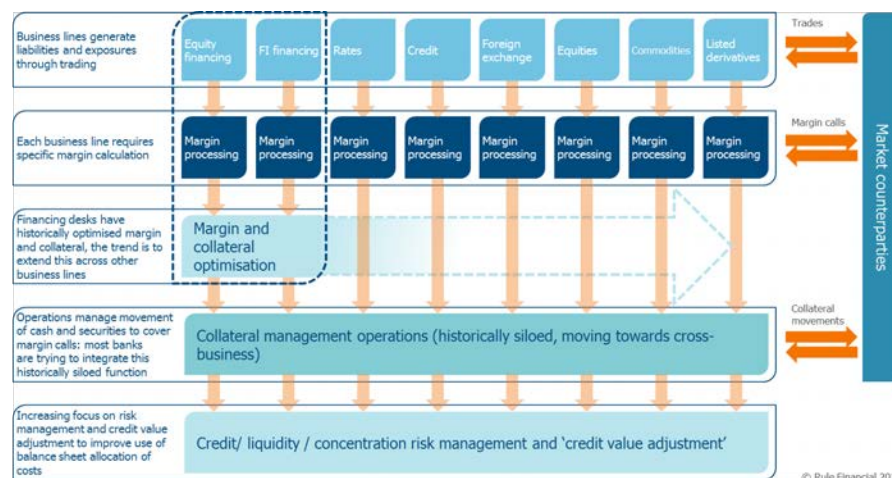 Business lines generate
liabilities and exposures
through trading
Equity
financing
FI financing
Rates
Credit
Foreign
exchange
Equities
Commodities
Listed
derivatives
Trades
Each business line requires
specific margin calculation
Margin
processing
Margin
processing
Margin
processing
Margin
processing
Margin
processing
Margin
processing
Margin
processing
Margin
processing
Margin calls
Market counterparties
Financing desks have
historically optimised margin
and collateral, the trend is to
extend this across other
business lines
Margin and
collateral
optimisation
Operations manage movement
of cash and securities to cover
margin calls: most banks
are trying to integrate this
historically siloed function
Collateral management operations (historically siloed, moving towards cross-
business)
Collateral
movements
Increasing focus on risk
management and credit value
adjustment to improve use of
balance sheet allocation of
costs
Credit/ liquidity / concentration risk management and ‘credit value adjustment’
© Rule Financial